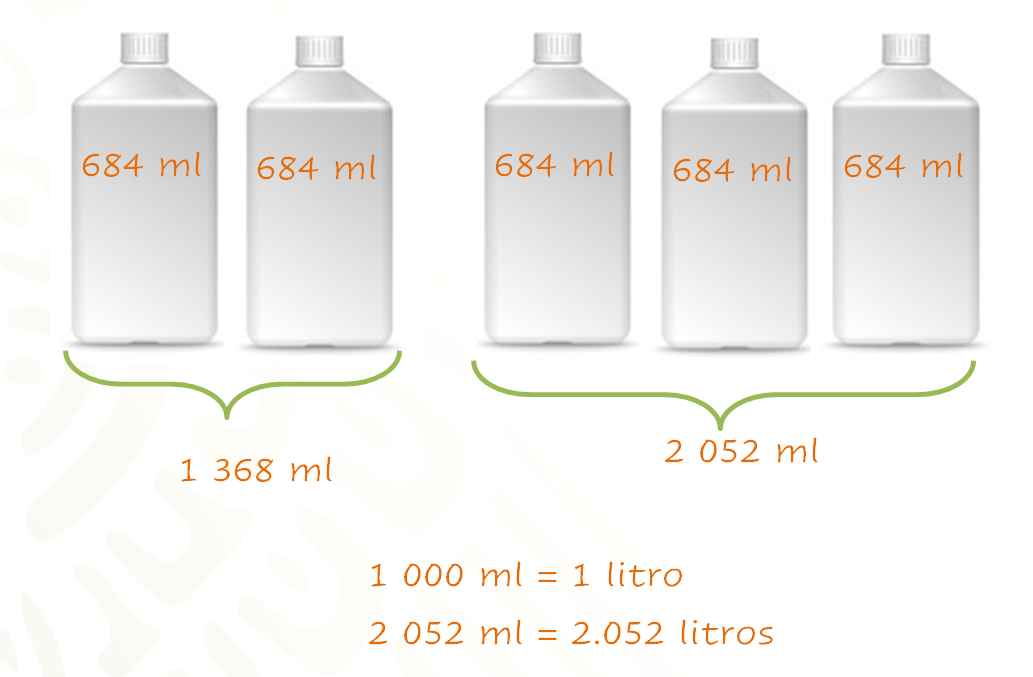 684 ml 684 ml 684 ml 684 ml 684 ml
1 368 ml
2 052 ml
1 000 ml = 1 litro
2 052 ml = 2.052 litros